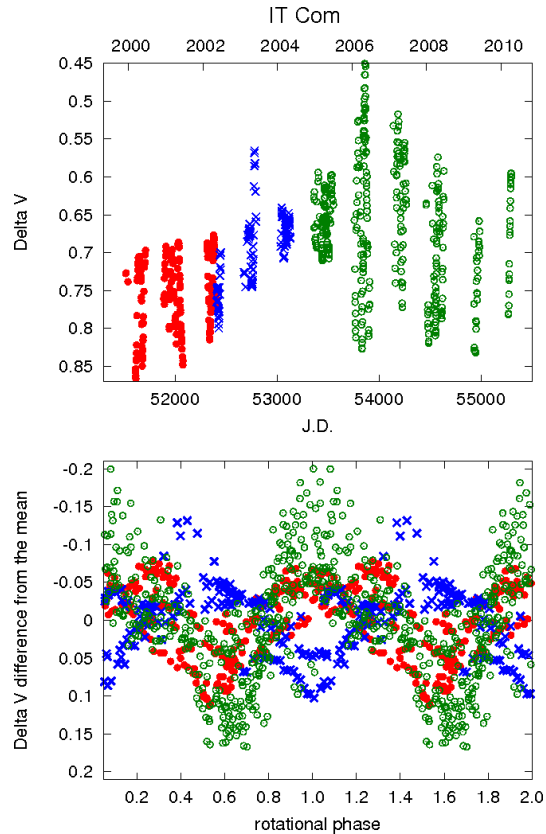 IT Com
2000 2002 2004 2006 2008 2010
0.45
0.5
0.55
0.6
0.65
0.7
0.75
0.8
0.85
Delta V
52000 53000 54000 55000
J.D.
-0.2
-0.15
-0.1
-0.05
0
0.05
0.1
0.15
0.2
Delta V difference from the mean
0.2 0.4 0.6 0.8 1.0 1.2 1.4 1.6 1.8 2.0
rotational phase